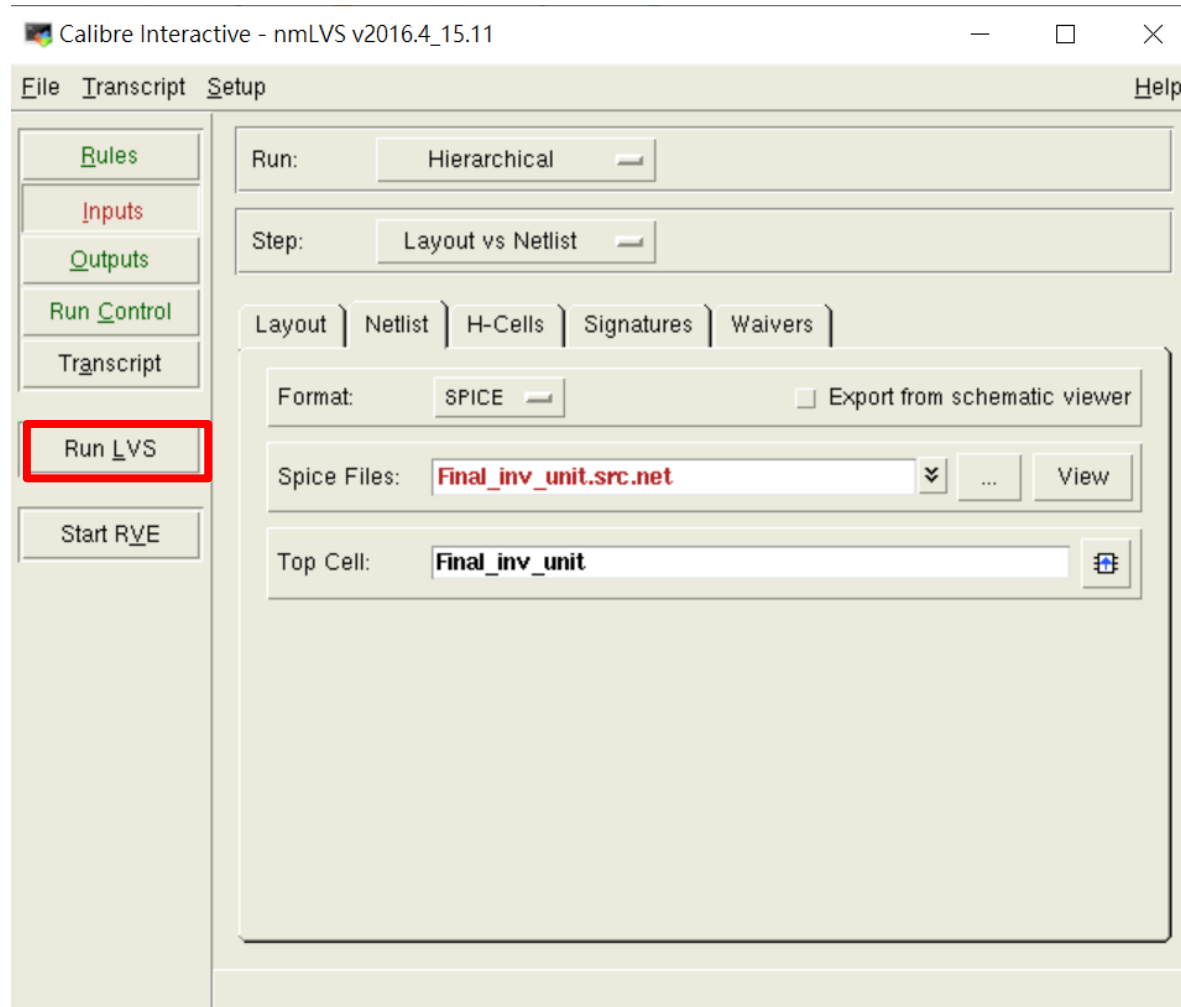 Calibre Interactive - nmLVS v2016.4_15.11
File Transcript Setup Help
Rules
Inputs
Outputs
Run Control
Transcript
Run LVS
Start RVE
Run: Hierarchical
Step: Layout vs Netlist
Layout Netlist H-Cells Signatures Waivers
Format: SPICE Export from schematic viewer
Spice Files: Final_inv_unit.src.net ... View
Top Cell: Final_inv_unit